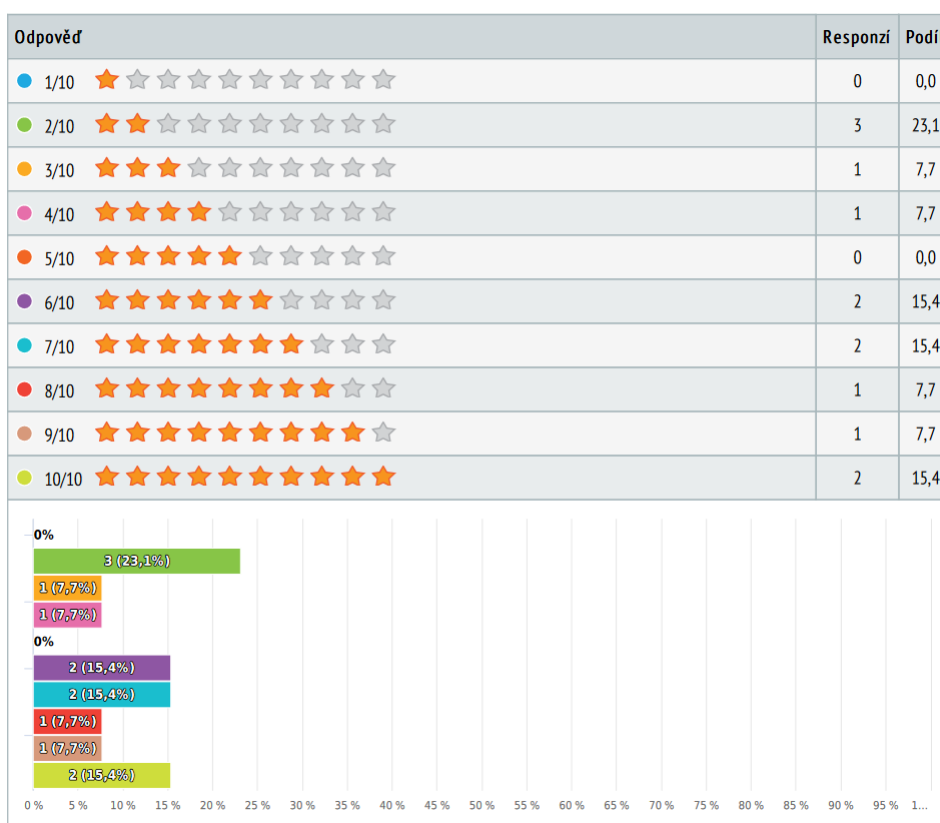 Odpověď Responzí Podí
1/10 0 0,0
2/10 3 23,1
3/10 1 7,7
4/10 1 7,7
5/10 0 0,0
6/10 2 15,4
7/10 2 15,4
8/10 1 7,7
9/10 1 7,7
10/10 2 15,4
0%
3 (23,1%)
1 (7,7%)
1 (7,7%)
0%
2 (15,4%)
2 (15,4%)
1 (7,7%)
1 (7,7%)
2 (15,4%)
0 % 5 % 10 % 15 % 20 % 25 % 30 % 35 % 40 % 45 % 50 % 55 % 60 % 65 % 70 % 75 % 80 % 85 % 90 % 95 % 1...